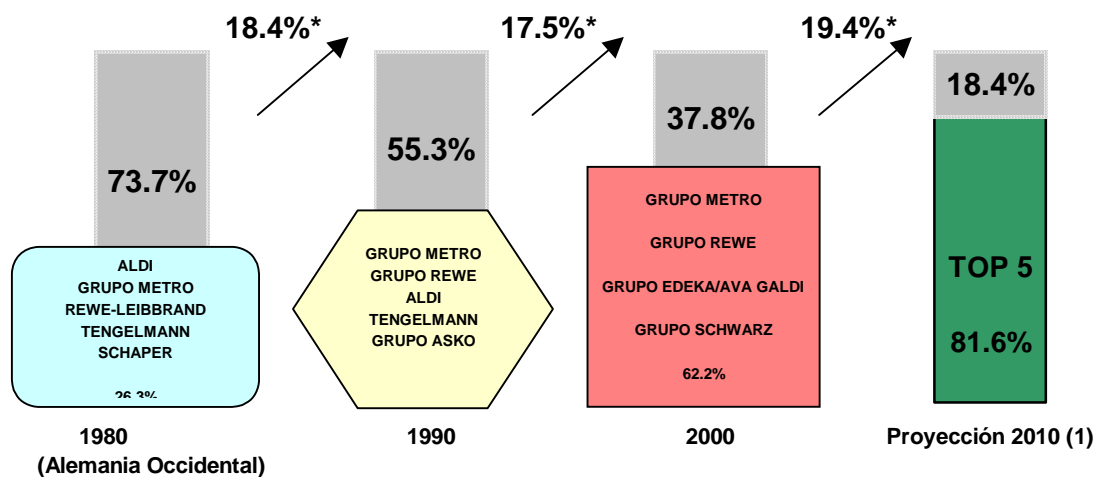 18.4%*
17.5%*
19.4%*
73.7%
55.3%
37.8%
18.4%
ALDI
GRUPO METRO
REWE-LEIBBRAND
TENGELMANN
SCHAPER
26.3%
GRUPO METRO
GRUPO REWE
ALDI
TENGELMANN
GRUPO ASKO
GRUPO METRO
GRUPO REWE
GRUPO EDEKA/AVA GALDI
GRUPO SCHWARZ
62.2%
TOP 5
81.6%
1980
(Alemania Occidental)
1990
2000
Proyección 2010 (1)